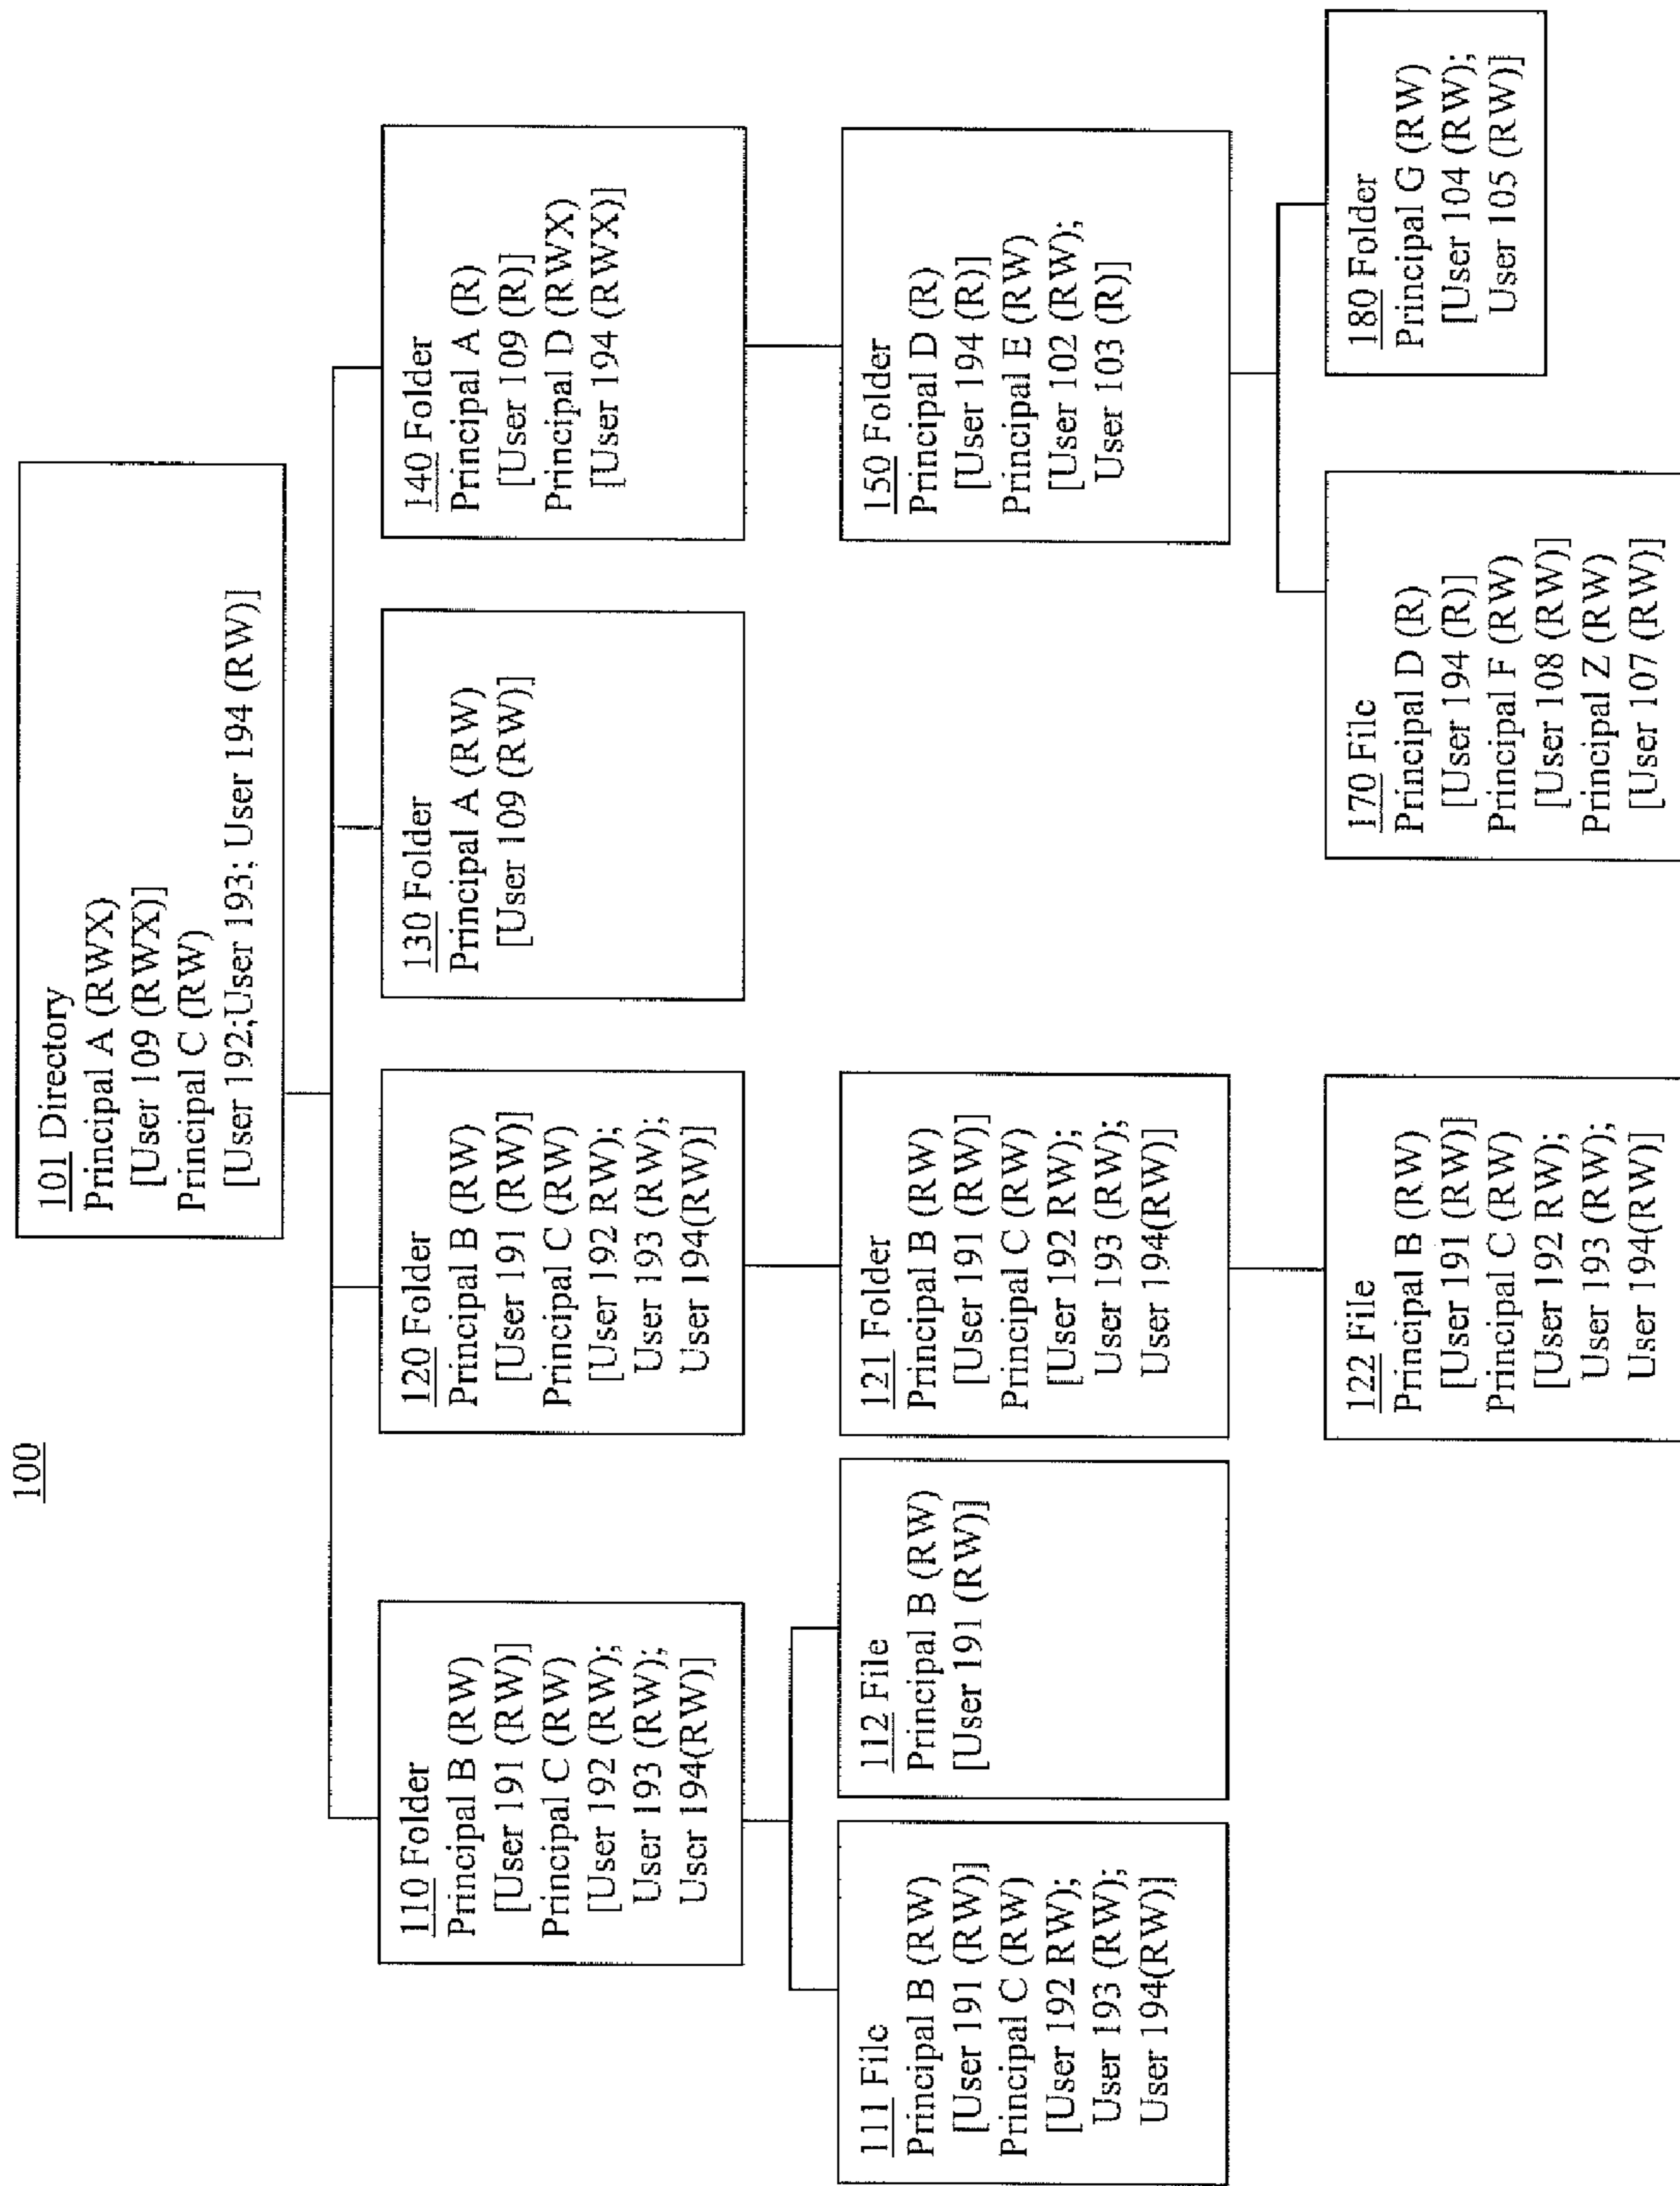 100
101 Directory
Principal A (RWX)
[User 109 (RWX)]
Principal C (RW)
[User 192;User 193; User 194 (RW)]
110 Folder
Principal B (RW)
[User 191 (RW)]
Principal C (RW)
[User 192 (RW);
User 193 (RW);
User 194(RW)]
120 Folder
Principal B (RW)
[User 191 (RW)]
Principal C (RW)
[User 192 RW);
User 193 (RW);
User 194(RW)]
130 Folder
Principal A (RW)
[User 109 (RW)]
140 Folder
Principal A (R)
[User 109 (R)]
Principal D (RWX)
[User 194 (RWX)]
111 File
Principal B (RW)
[User 191 (RW)]
Principal C (RW)
[User 192 RW);
User 193 (RW);
User 194(RW)]
112 File
Principal B (RW)
[User 191 (RW)]
121 Folder
Principal B (RW)
[User 191 (RW)]
Principal C (RW)
[User 192 RW);
User 193 (RW);
User 194(RW)]
150 Folder
Principal D (R)
[User 194 (R)]
Principal E (RW)
[User 102 (RW);
User 103 (R)]
122 File
Principal B (RW)
[User 191 (RW)]
Principal C (RW)
[User 192 RW);
User 193 (RW);
User 194(RW)]
170 File
Principal D (R)
[User 194 (R)]
Principal F (RW)
[User 108 (RW)]
Principal Z (RW)
[User 107 (RW)]
180 Folder
Principal G (RW)
[User 104 (RW);
User 105 (RW)]